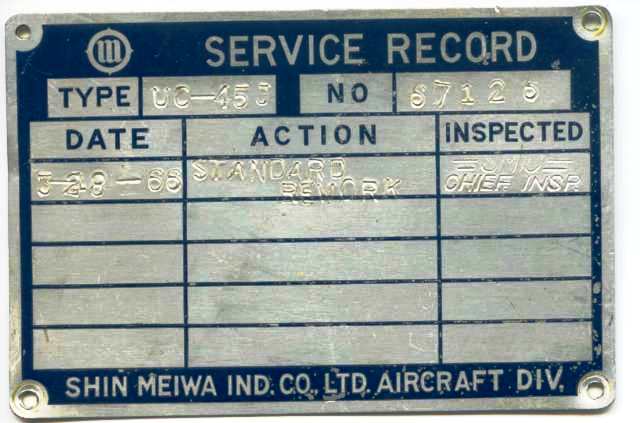 m SERVICE RECORD
TYPE UC-45J NO 67126
DATE ACTION INSPECTED
3-28-66 STANDARD REWORK CHIEF INSP.
SHIN MEIWA IND. CO., LTD. AIRCRAFT DIV.